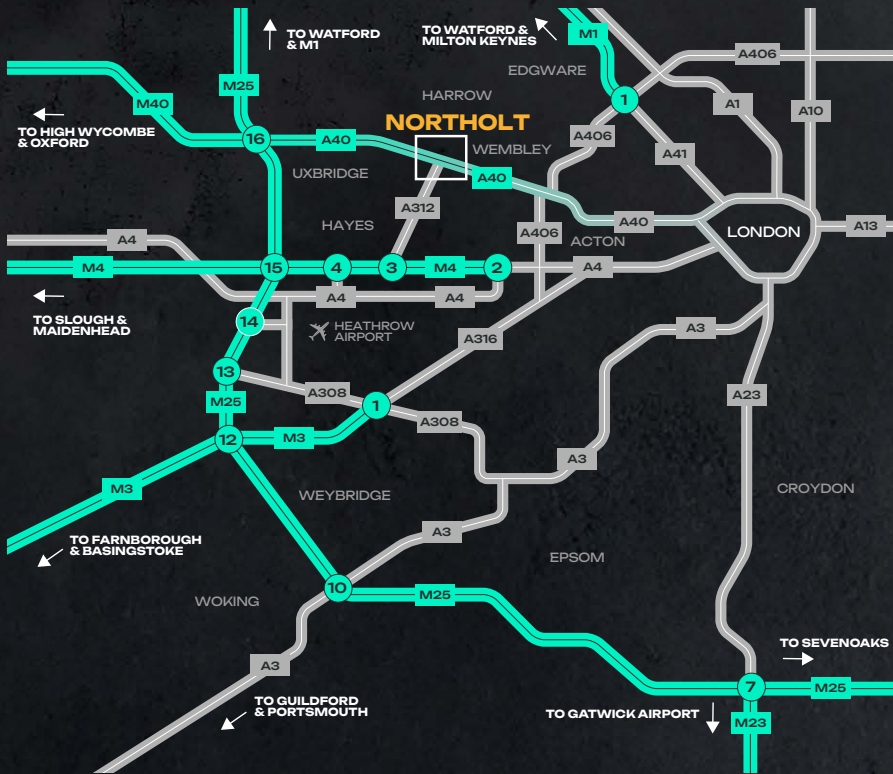 TO WATFORD
& M1
TO WATFORD &
MILTON KEYNES
M1
A406
EDGWARE
M25
HARROW
1
A1
A10
M40
NORTHOLT
TO HIGH WYCOMBE
& OXFORD
16
A40
A406
WEMBLEY
A41
UXBRIDGE
A40
A312
HAYES
A40
A406
ACTON
LONDON
A13
A4
M4
15
4
3
M4
2
A4
A4
A4
TO SLOUGH &
MAIDENHEAD
14
HEATHROW
AIRPORT
A316
A3
13
A308
M25
1
A308
A23
12
M3
A3
M3
WEYBRIDGE
CROYDON
A3
TO FARNBOROUGH
& BASINGSTOKE
EPSOM
10
M25
WOKING
TO SEVENOAKS
A3
7
M25
TO GUILDFORD
& PORTSMOUTH
TO GATWICK AIRPORT
M23